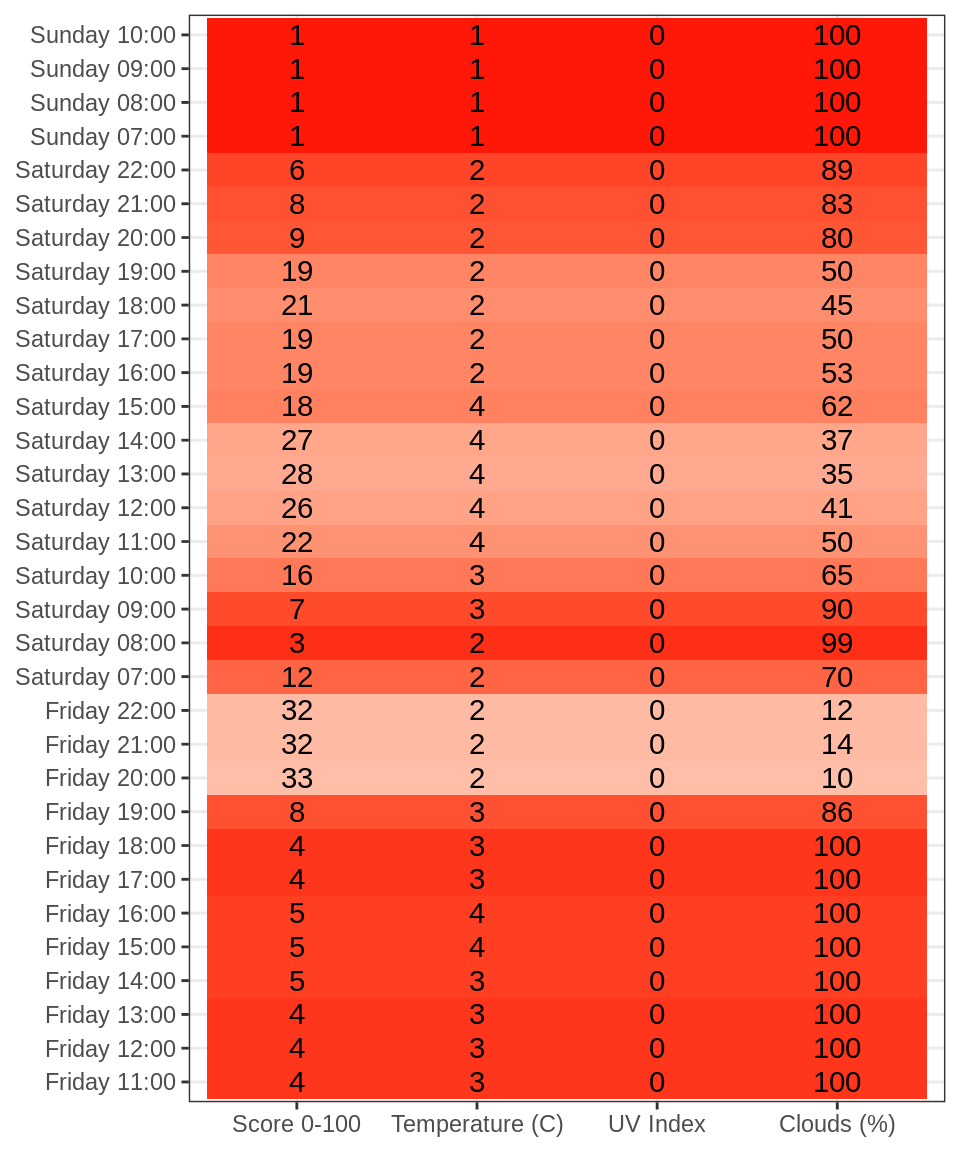 Sunday 10:00 1 1 0 100
Sunday 09:00 1 1 0 100
Sunday 08:00 1 1 0 100
Sunday 07:00 1 1 0 100
Saturday 22:00 6 2 0 89
Saturday 21:00 8 2 0 83
Saturday 20:00 9 2 0 80
Saturday 19:00 19 2 0 50
Saturday 18:00 21 2 0 45
Saturday 17:00 19 2 0 50
Saturday 16:00 19 2 0 53
Saturday 15:00 18 4 0 62
Saturday 14:00 27 4 0 37
Saturday 13:00 28 4 0 35
Saturday 12:00 26 4 0 41
Saturday 11:00 22 4 0 50
Saturday 10:00 16 3 0 65
Saturday 09:00 7 3 0 90
Saturday 08:00 3 2 0 99
Saturday 07:00 12 2 0 70
Friday 22:00 32 2 0 12
Friday 21:00 32 2 0 14
Friday 20:00 33 2 0 10
Friday 19:00 8 3 0 86
Friday 18:00 4 3 0 100
Friday 17:00 4 3 0 100
Friday 16:00 5 4 0 100
Friday 15:00 5 4 0 100
Friday 14:00 5 3 0 100
Friday 13:00 4 3 0 100
Friday 12:00 4 3 0 100
Friday 11:00 4 3 0 100
Score 0-100 Temperature (C) UV Index Clouds (%)